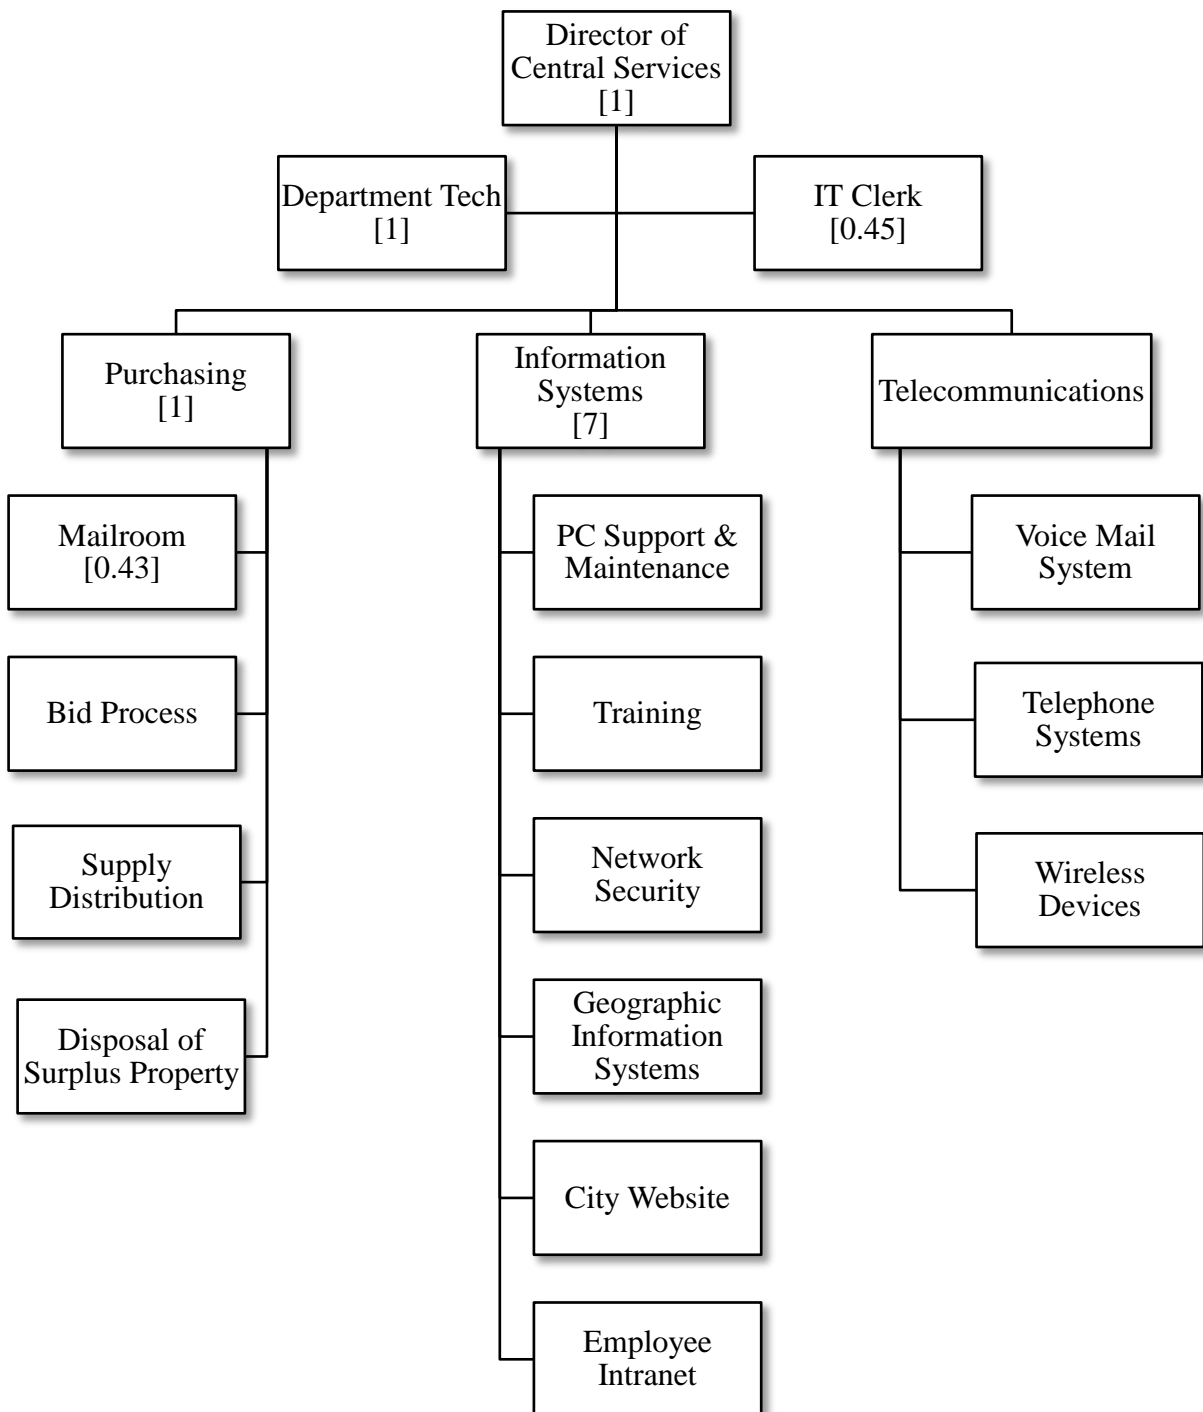 Director of
Central Services
[1]
Department Tech
[1]
IT Clerk
[0.45]
Purchasing
[1]
Information
Systems
[7]
Telecommunications
Mailroom
[0.43]
Bid Process
Supply
Distribution
Disposal of
Surplus Property
PC Support &
Maintenance
Training
Network
Security
Geographic
Information
Systems
City Website
Employee
Intranet
Voice Mail
System
Telephone
Systems
Wireless
Devices